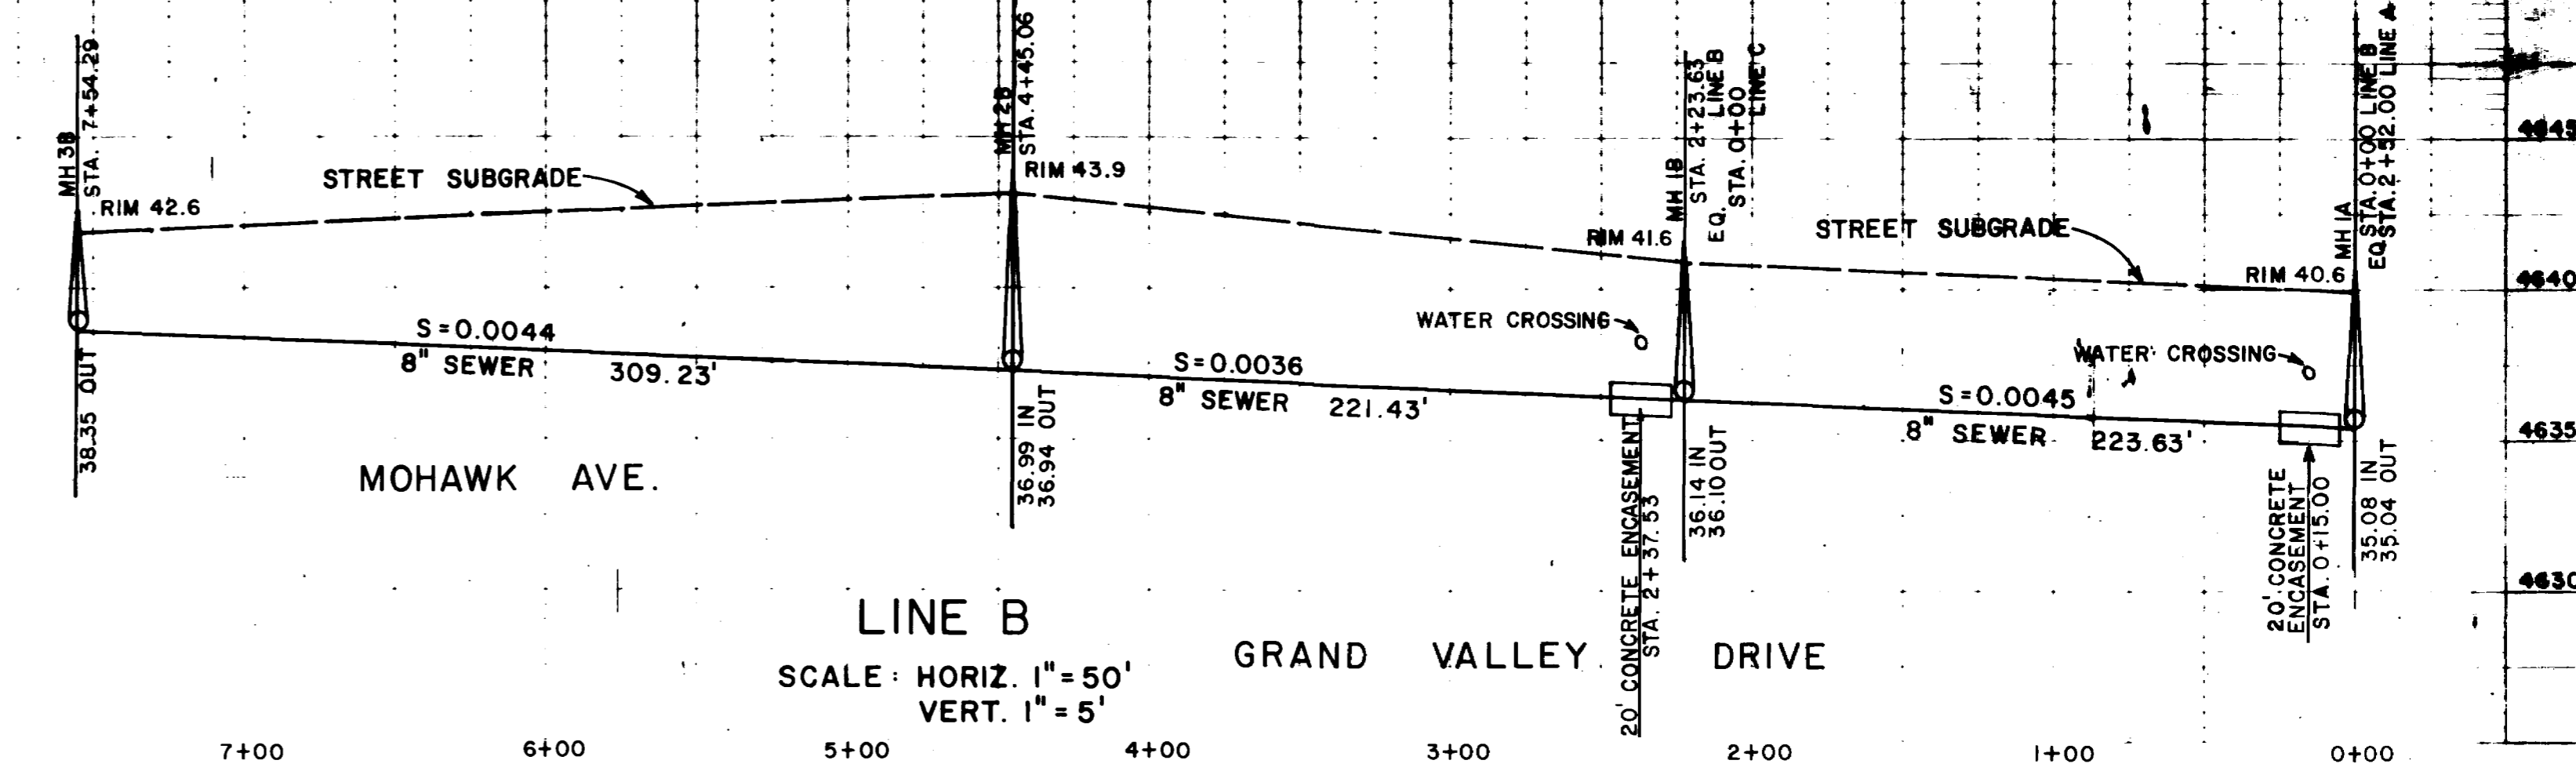 MH 3B
STA. 7+54.29
RIM 42.6
STREET SUBGRADE
MH 2B
STA. 4+45.06
RIM 43.9
MH 1B
STA. 2+23.63 LINE B
EQ. STA. 0+00 LINE C
RIM 41.6
STREET SUBGRADE
RIM 40.6
MH 1A
EQ. STA. 0+00 LINE B
STA. 2+52.00 LINE A
4645
4640
4635
4630
WATER CROSSING
WATER CROSSING
S=0.0044
8" SEWER 309.23'
S=0.0036
8" SEWER 221.43'
S=0.0045
8" SEWER 223.63'
38.35 OUT
36.99 IN
36.94 OUT
20' CONCRETE ENCASEMENT
STA. 2+37.53
36.14 IN
36.10 OUT
20' CONCRETE
ENCASEMENT
STA. 0+15.00
35.08 IN
35.04 OUT
MOHAWK AVE.
LINE B
SCALE: HORIZ. 1"=50'
VERT. 1"=5'
GRAND VALLEY DRIVE
7+00 6+00 5+00 4+00 3+00 2+00 1+00 0+00